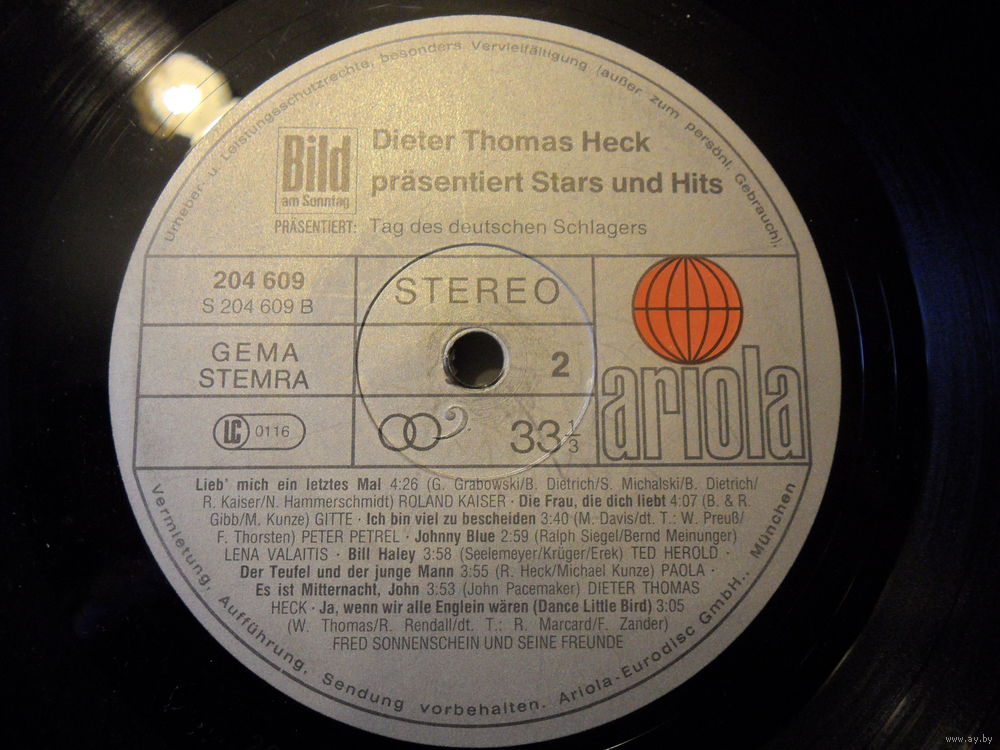 Urheber- u. Leistungsschutzrechte, besonders Vervielfältigung (außer zum persönl. Gebrauch),
Bild
am Sonntag
PRÄSENTIERT:
Dieter Thomas Heck
präsentiert Stars und Hits
Tag des deutschen Schlagers
204 609
S 204 609 B
STEREO
GEMA
STEMRA
2
ariola
LC 0116
33 1/3
Lieb' mich ein letztes Mal 4:26 (G. Grabowski/B. Dietrich/S. Michalski/B. Dietrich/
R. Kaiser/N. Hammerschmidt) ROLAND KAISER · Die Frau, die dich liebt 4:07 (B. & R.
Gibb/M. Kunze) GITTE · Ich bin viel zu bescheiden 3:40 (M. Davis/dt. T.: W. Preuß/
F. Thorsten) PETER PETREL · Johnny Blue 2:59 (Ralph Siegel/Bernd Meinunger)
LENA VALAITIS · Bill Haley 3:58 (Seelemeyer/Krüger/Erek) TED HEROLD ·
Der Teufel und der junge Mann 3:55 (R. Heck/Michael Kunze) PAOLA ·
Es ist Mitternacht, John 3:53 (John Pacemaker) DIETER THOMAS
HECK · Ja, wenn wir alle Englein wären (Dance Little Bird) 3:05
(W. Thomas/R. Rendall/dt. T.: R. Marcard/F. Zander)
FRED SONNENSCHEIN UND SEINE FREUNDE
Vermietung, Aufführung, Sendung vorbehalten. Ariola-Eurodisc GmbH., München
www.ay.by